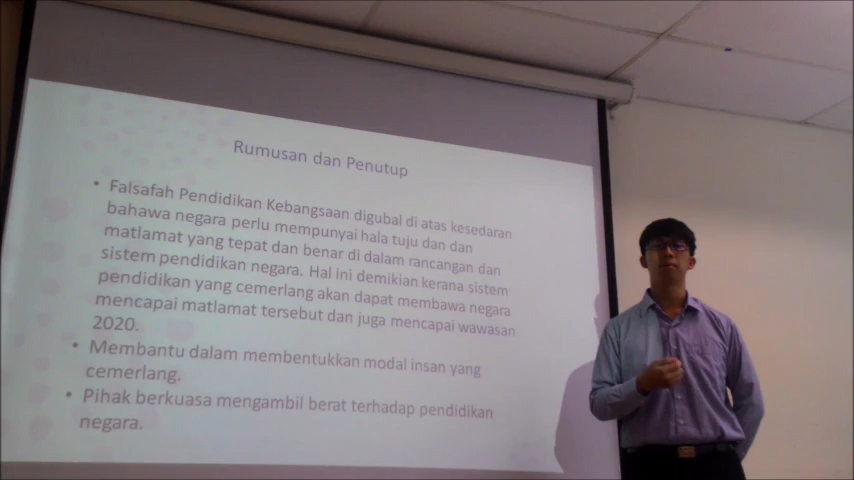 Rumusan dan Penutup
• Falsafah Pendidikan Kebangsaan digubal di atas kesedaran
bahawa negara perlu mempunyai hala tuju dan dan
matlamat yang tepat dan benar di dalam rancangan dan
sistem pendidikan negara. Hal ini demikian kerana sistem
pendidikan yang cemerlang akan dapat membawa negara
mencapai matlamat tersebut dan juga mencapai wawasan
2020.
• Membantu dalam membentukkan modal insan yang
cemerlang.
• Pihak berkuasa mengambil berat terhadap pendidikan
negara.